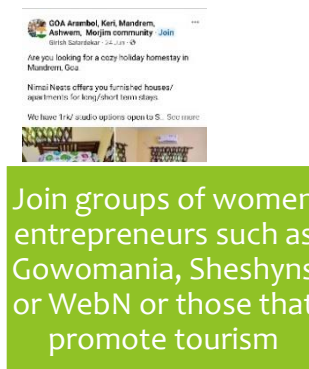 GOA Arambol, Keri, Mandrem,
Ashwem, Morjim community · Join
Girish Satardekar · 24 Jun ·
Are you looking for a cozy holiday homestay in
Mandrem, Goa
Nimai Nests offers you furnished houses/
apartments for long/short term stays
We have 1rk/ studio options open to S... See more
Join groups of women
entrepreneurs such as
Gowomania, Sheshyns
or WebN or those that
promote tourism